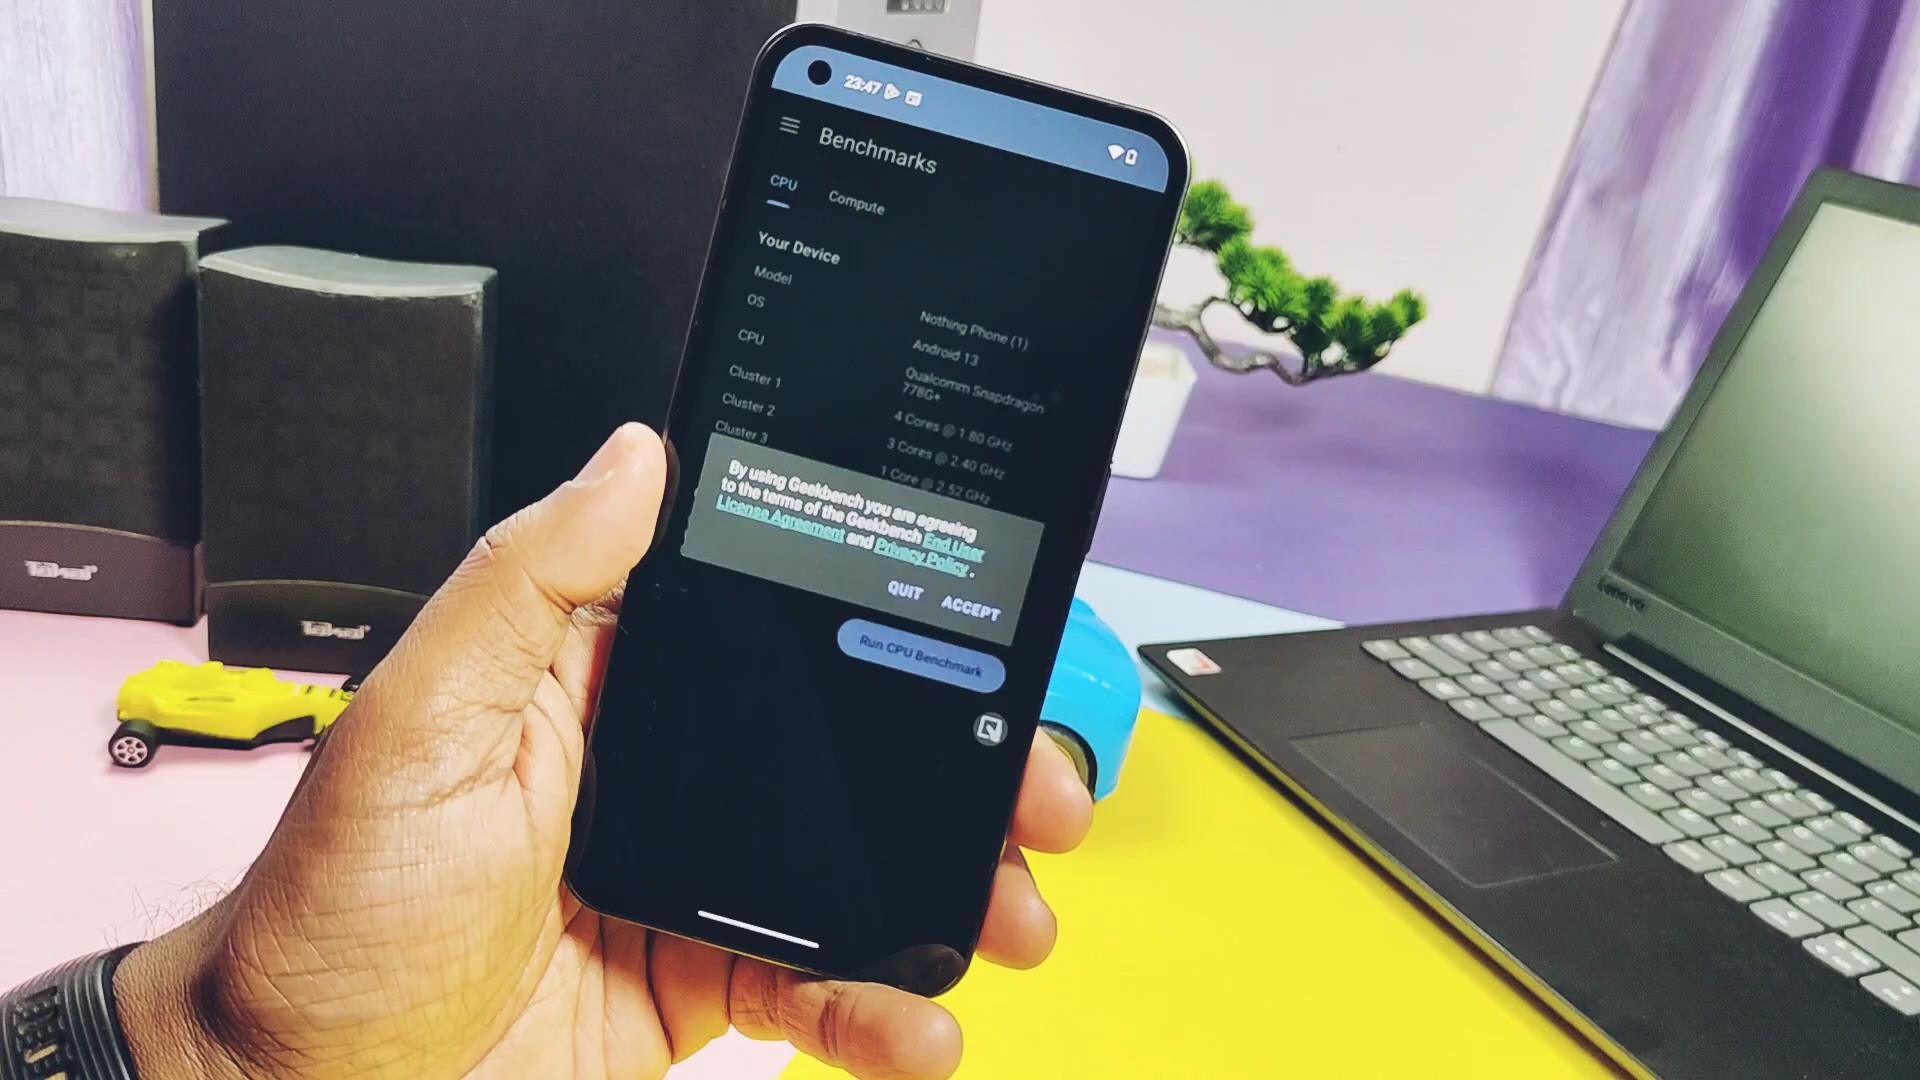 23:47
Benchmarks
CPU
Compute
Your Device
Model
Nothing Phone (1)
OS
Android 13
CPU
Qualcomm Snapdragon
778G+
Cluster 1
4 Cores @ 1.80 GHz
Cluster 2
3 Cores @ 2.40 GHz
Cluster 3
1 Core @ 2.52 GHz
By using Geekbench you are agreeing
to the terms of the Geekbench End User
License Agreement and Privacy Policy.
QUIT
ACCEPT
Run CPU Benchmark
Lenovo